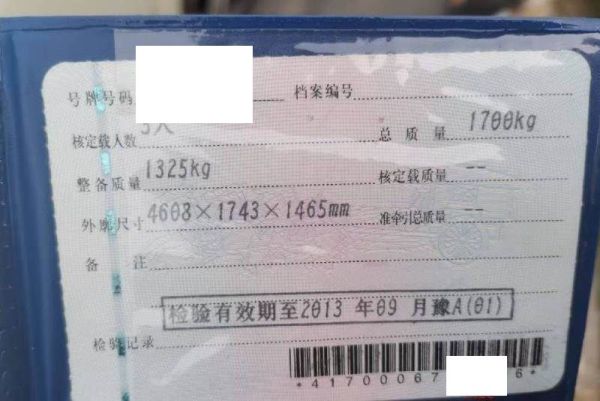 号牌号码
档案编号
核定载人数 5人
总质量 1700kg
整备质量 1325kg
核定载质量 --
外廓尺寸 4608×1743×1465mm
准牵引总质量 --
备注
检验有效期至2013 年09 月豫A(01)
检验记录
*41700067 6*